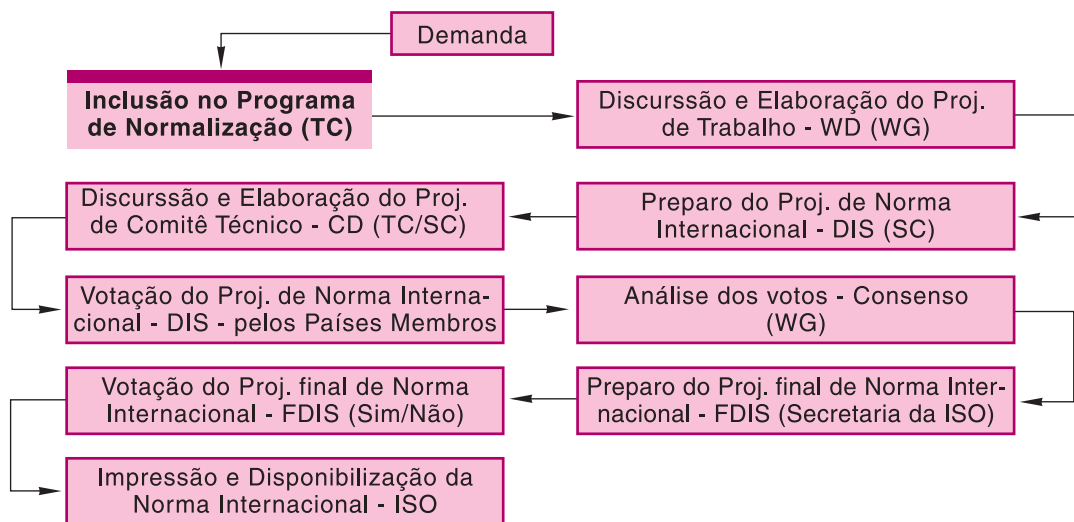 Demanda
Inclusão no Programa
de Normalização (TC)
Discurssão e Elaboração do Proj.
de Trabalho - WD (WG)
Discurssão e Elaboração do Proj.
de Comitê Técnico - CD (TC/SC)
Preparo do Proj. de Norma
Internacional - DIS (SC)
Votação do Proj. de Norma Interna-
cional - DIS - pelos Países Membros
Análise dos votos - Consenso
(WG)
Votação do Proj. final de Norma
Internacional - FDIS (Sim/Não)
Preparo do Proj. final de Norma Inter-
nacional - FDIS (Secretaria da ISO)
Impressão e Disponibilização da
Norma Internacional - ISO